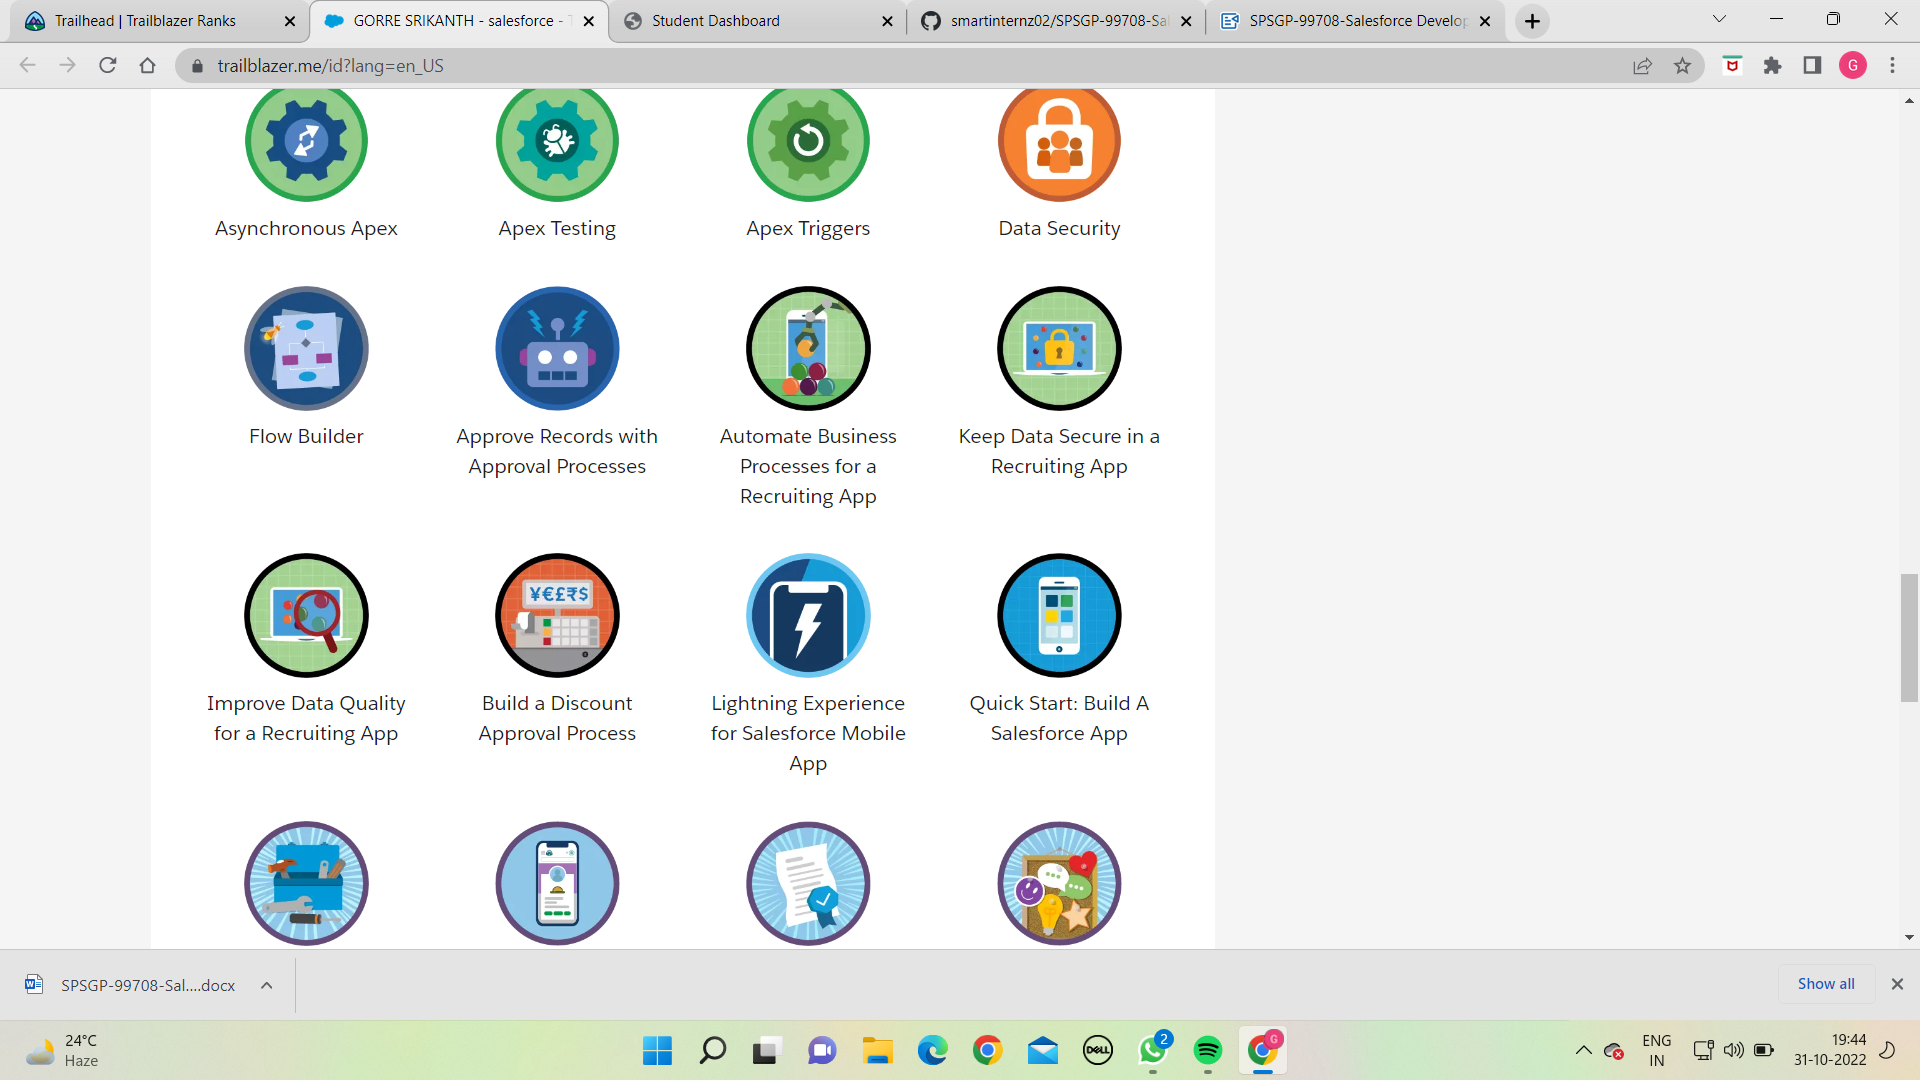 Trailhead | Trailblazer Ranks
GORRE SRIKANTH - salesforce -
Student Dashboard
smartinternz02/SPSGP-99708-Sa
SPSGP-99708-Salesforce Develop
trailblazer.me/id?lang=en_US
G
Asynchronous Apex
Apex Testing
Apex Triggers
Data Security
Flow Builder
Approve Records with
Approval Processes
Automate Business
Processes for a
Recruiting App
Keep Data Secure in a
Recruiting App
¥€£₹$
Improve Data Quality
for a Recruiting App
Build a Discount
Approval Process
Lightning Experience
for Salesforce Mobile
App
Quick Start: Build A
Salesforce App
SPSGP-99708-Sal....docx
Show all
24°C
Haze
DELL
2
G
ENG
IN
19:44
31-10-2022